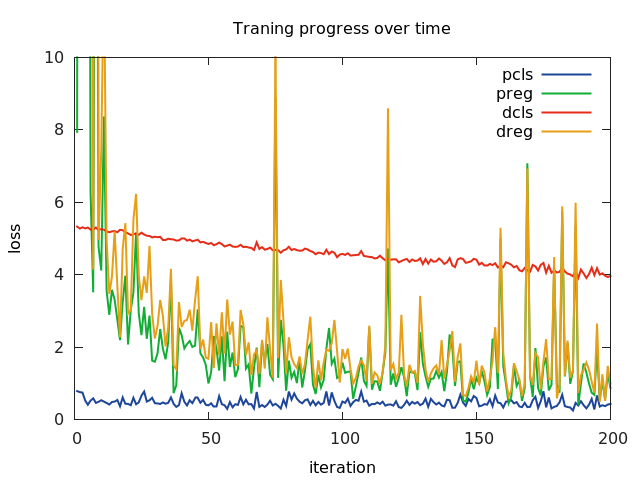 Traning progress over time
pcls
preg
dcls
dreg
10
8
6
4
2
0
loss
0 50 100 150 200
iteration